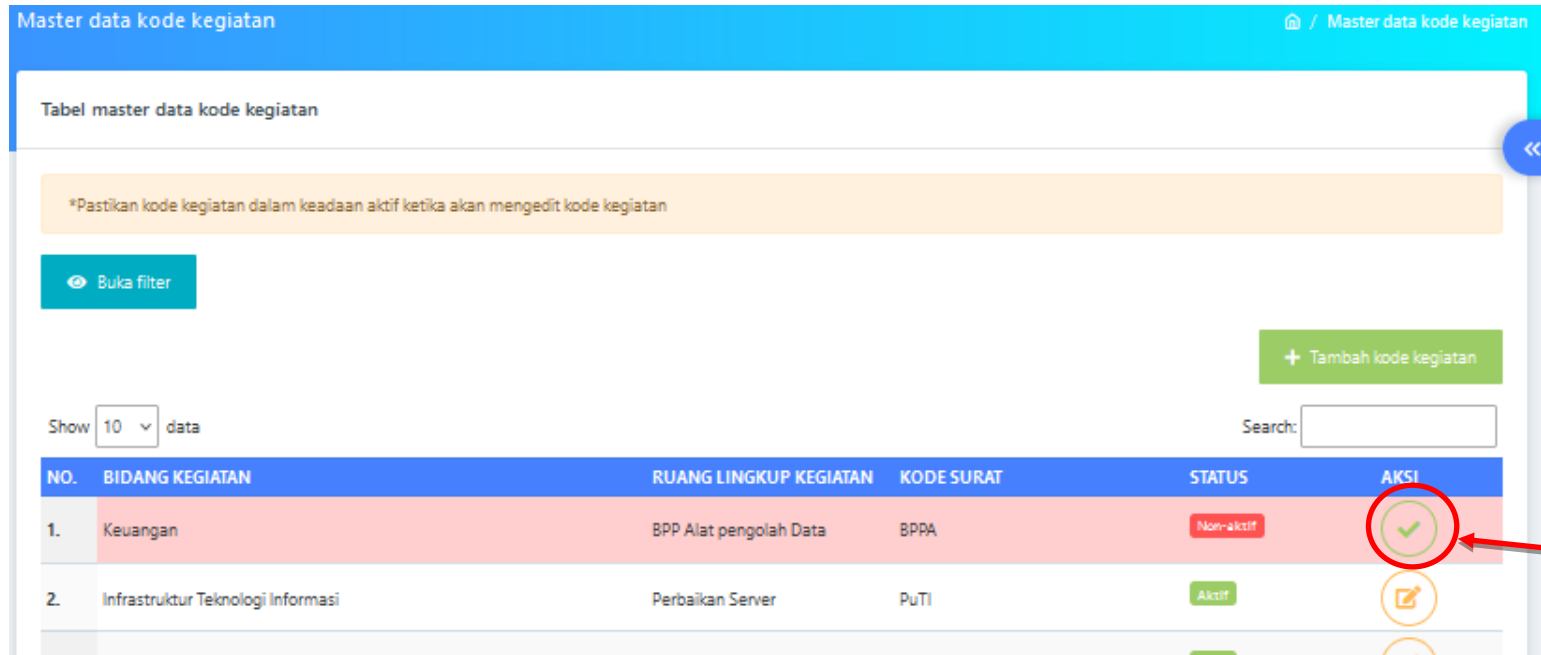 Master data kode kegiatan
/ Master data kode kegiatan
Tabel master data kode kegiatan
*Pastikan kode kegiatan dalam keadaan aktif ketika akan mengedit kode kegiatan
Buka filter
+ Tambah kode kegiatan
Show 10 data
Search:
NO. BIDANG KEGIATAN RUANG LINGKUP KEGIATAN KODE SURAT STATUS AKSI
1. Keuangan BPP Alat pengolah Data BPPA Non-aktif
2. Infrastruktur Teknologi Informasi Perbaikan Server PuTI Aktif